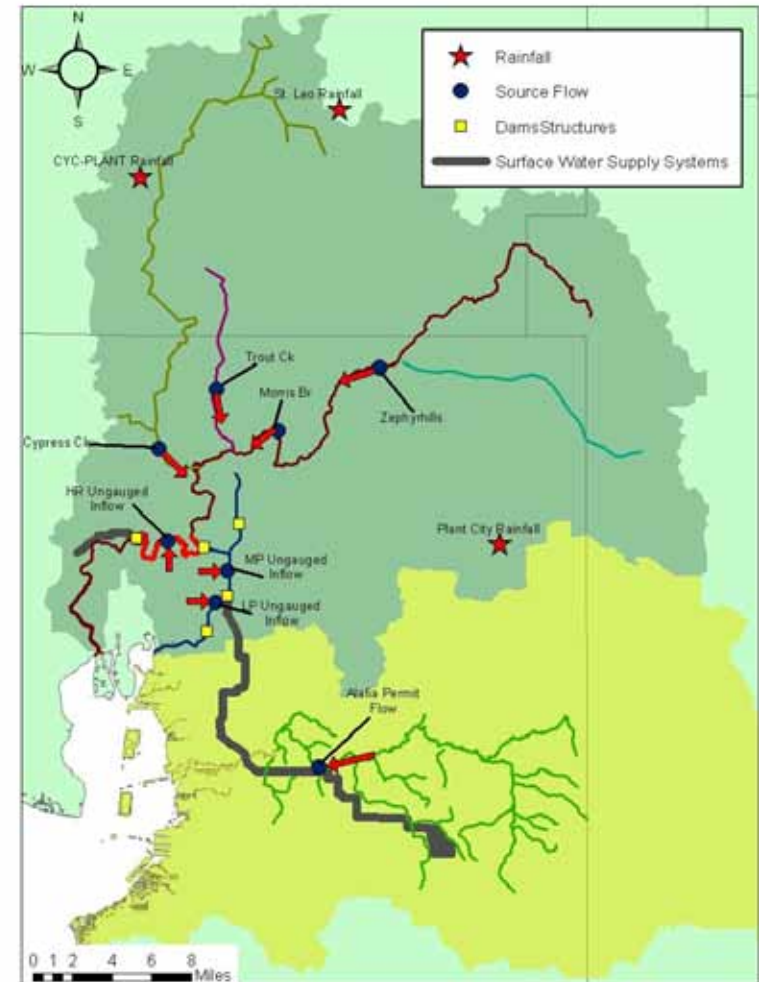 N
W
E
S
Rainfall
Source Flow
DamsStructures
Surface Water Supply Systems
St. Leo Rainfall
CYC-PLANT Rainfall
Trout Ck
Morris Br
Zephyrhills
Cypress Ck
HR Ungauged
Inflow
Plant City Rainfall
MP Ungauged
Inflow
LP Ungauged
Inflow
Alafia Permit
Flow
0 1 2 4 6 8
Miles